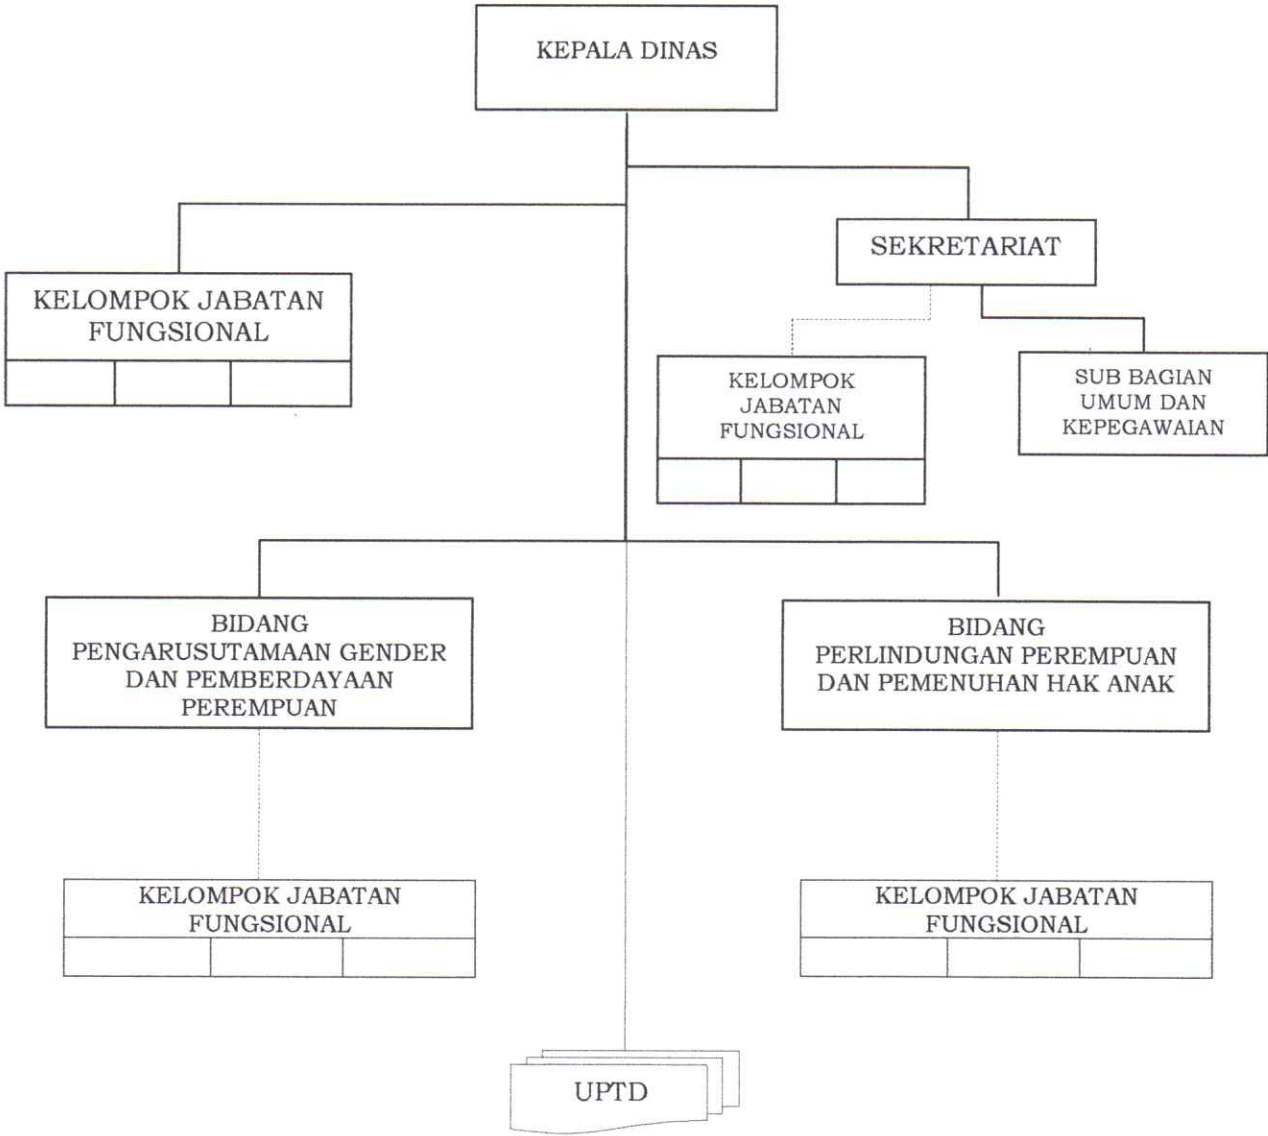 KEPALA DINAS
SEKRETARIAT
KELOMPOK JABATAN
FUNGSIONAL
KELOMPOK
JABATAN
FUNGSIONAL
SUB BAGIAN
UMUM DAN
KEPEGAWAIAN
BIDANG
PENGARUSUTAMAAN GENDER
DAN PEMBERDAYAAN
PEREMPUAN
BIDANG
PERLINDUNGAN PEREMPUAN
DAN PEMENUHAN HAK ANAK
KELOMPOK JABATAN
FUNGSIONAL
KELOMPOK JABATAN
FUNGSIONAL
UPTD